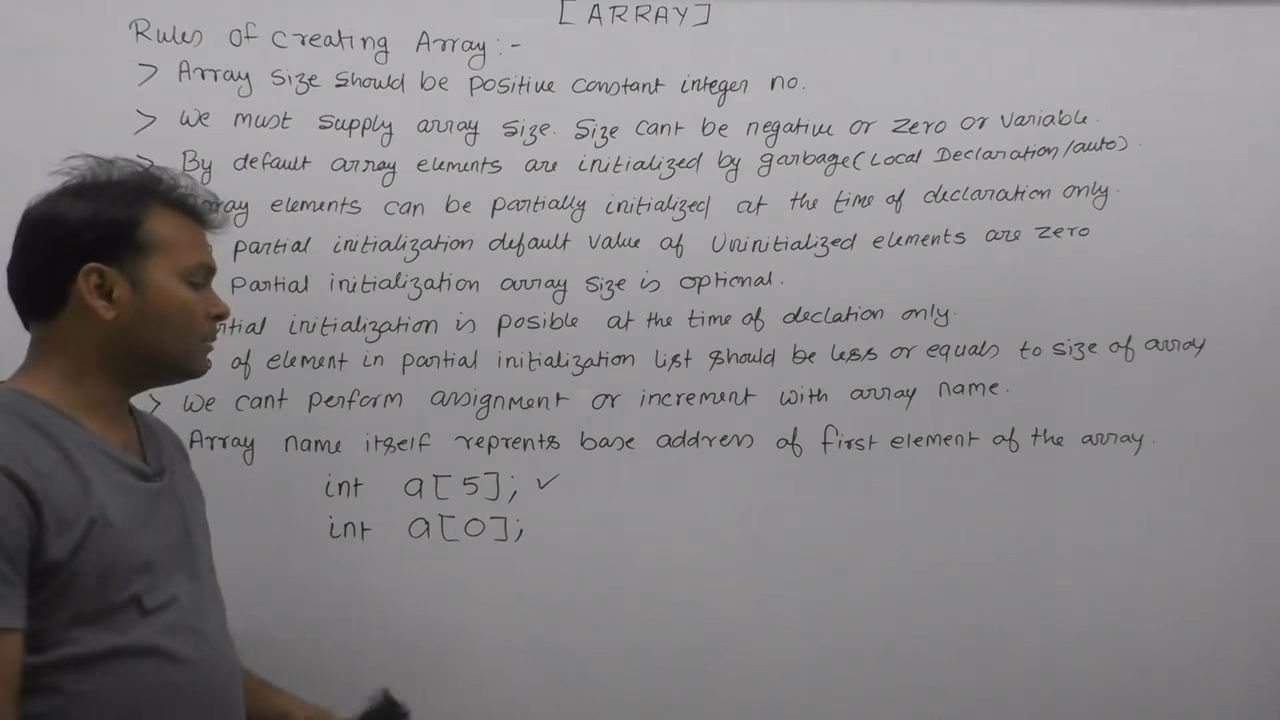 [ARRAY]
Rules Of Creating Array :-
> Array size should be positive constant integer no.
> We must supply array size. Size cant be negative or zero or variable.
> By default array elements are initialized by garbage (Local Declaration/auto).
elements can be partially initialized at the time of declaration only.
partial initialization default value of Uninitialized elements are zero
partial initialization array size is optional.
initialization is posible at the time of declation only.
of element in partial initialization list should be less or equals to size of array
> We cant perform assignment or increment with array name.
Array name itself reprents base address of first element of the array.
int a[5]; ✓
int a[0];